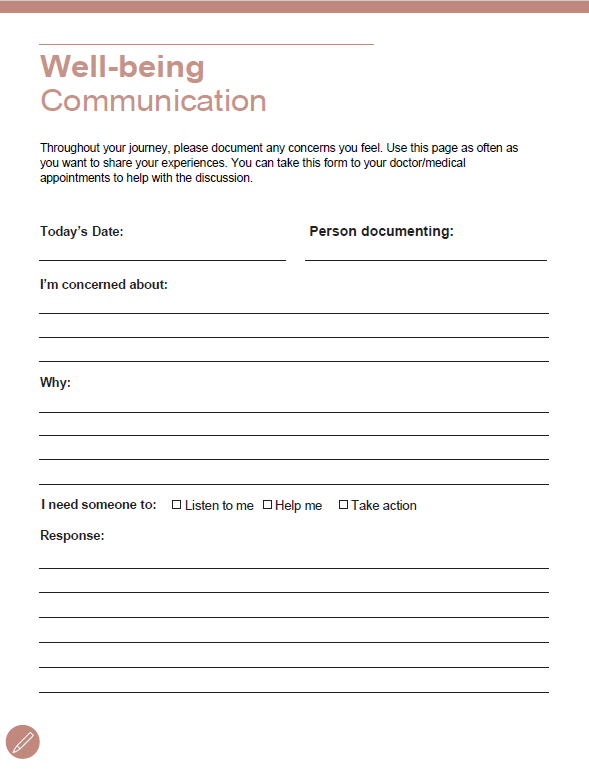 Well-being
Communication
Throughout your journey, please document any concerns you feel. Use this page as often as
you want to share your experiences. You can take this form to your doctor/medical
appointments to help with the discussion.
Today’s Date: Person documenting:
I’m concerned about:
Why:
I need someone to: Listen to me Help me Take action
Response: